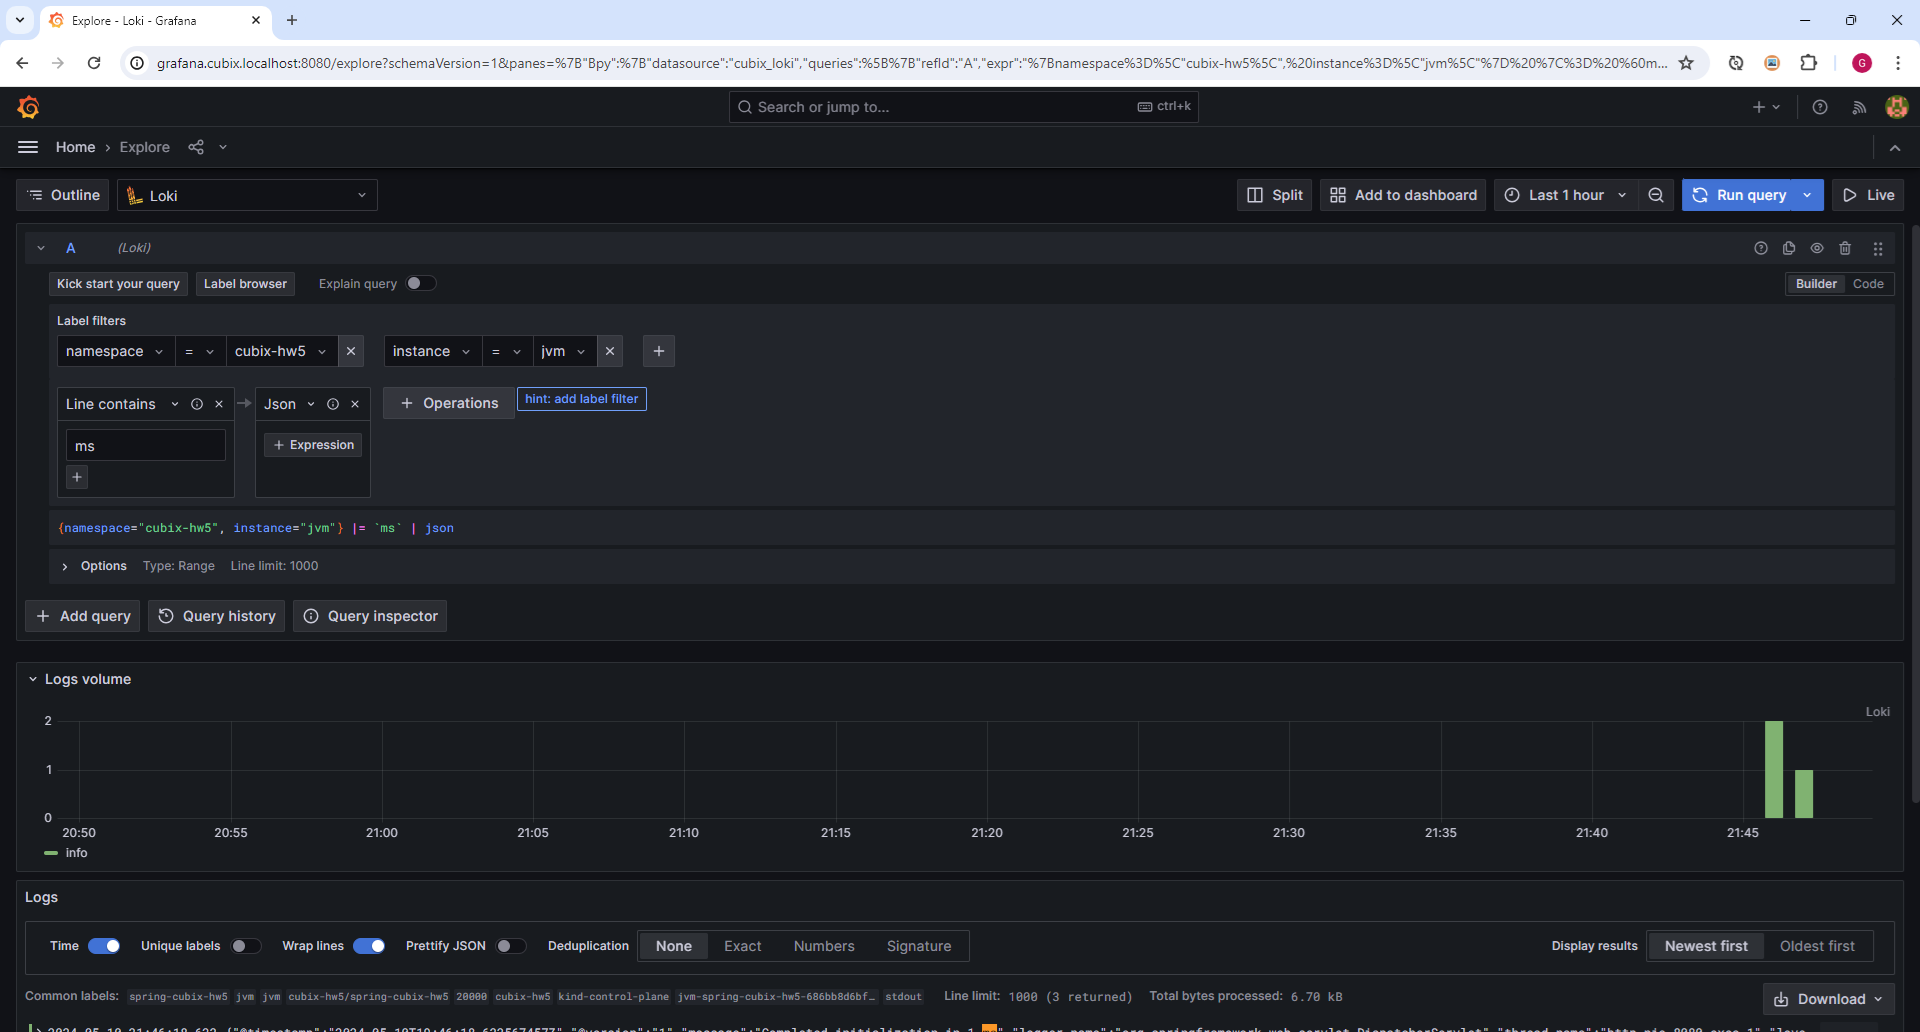 Explore - Loki - Grafana
grafana.cubix.localhost:8080/explore?schemaVersion=1&panes=%7B"Bpy":%7B"datasource":"cubix_loki","queries":%5B%7B"refId":"A","expr":"%7Bnamespace%3D%5C"cubix-hw5%5C",%20instance%3D%5C"jvm%5C"%7D%20%7C%3D%20%60m...
G
Search or jump to...
ctrl+k
Home › Explore
Outline
Loki
Split
Add to dashboard
Last 1 hour
Run query
Live
A
(Loki)
Kick start your query
Label browser
Explain query
Builder
Code
Label filters
namespace = cubix-hw5 instance = jvm
Line contains
Json
+ Operations
hint: add label filter
ms
+ Expression
{namespace="cubix-hw5", instance="jvm"} |= `ms` | json
Options Type: Range Line limit: 1000
+ Add query
Query history
Query inspector
Logs volume
Loki
2
1
0
20:50 20:55 21:00 21:05 21:10 21:15 21:20 21:25 21:30 21:35 21:40 21:45
info
Logs
Time
Unique labels
Wrap lines
Prettify JSON
Deduplication
None Exact Numbers Signature
Display results
Newest first Oldest first
Common labels: spring-cubix-hw5 jvm jvm cubix-hw5/spring-cubix-hw5 20000 cubix-hw5 kind-control-plane jvm-spring-cubix-hw5-686bb8d6bf… stdout Line limit: 1000 (3 returned) Total bytes processed: 6.70 kB
Download